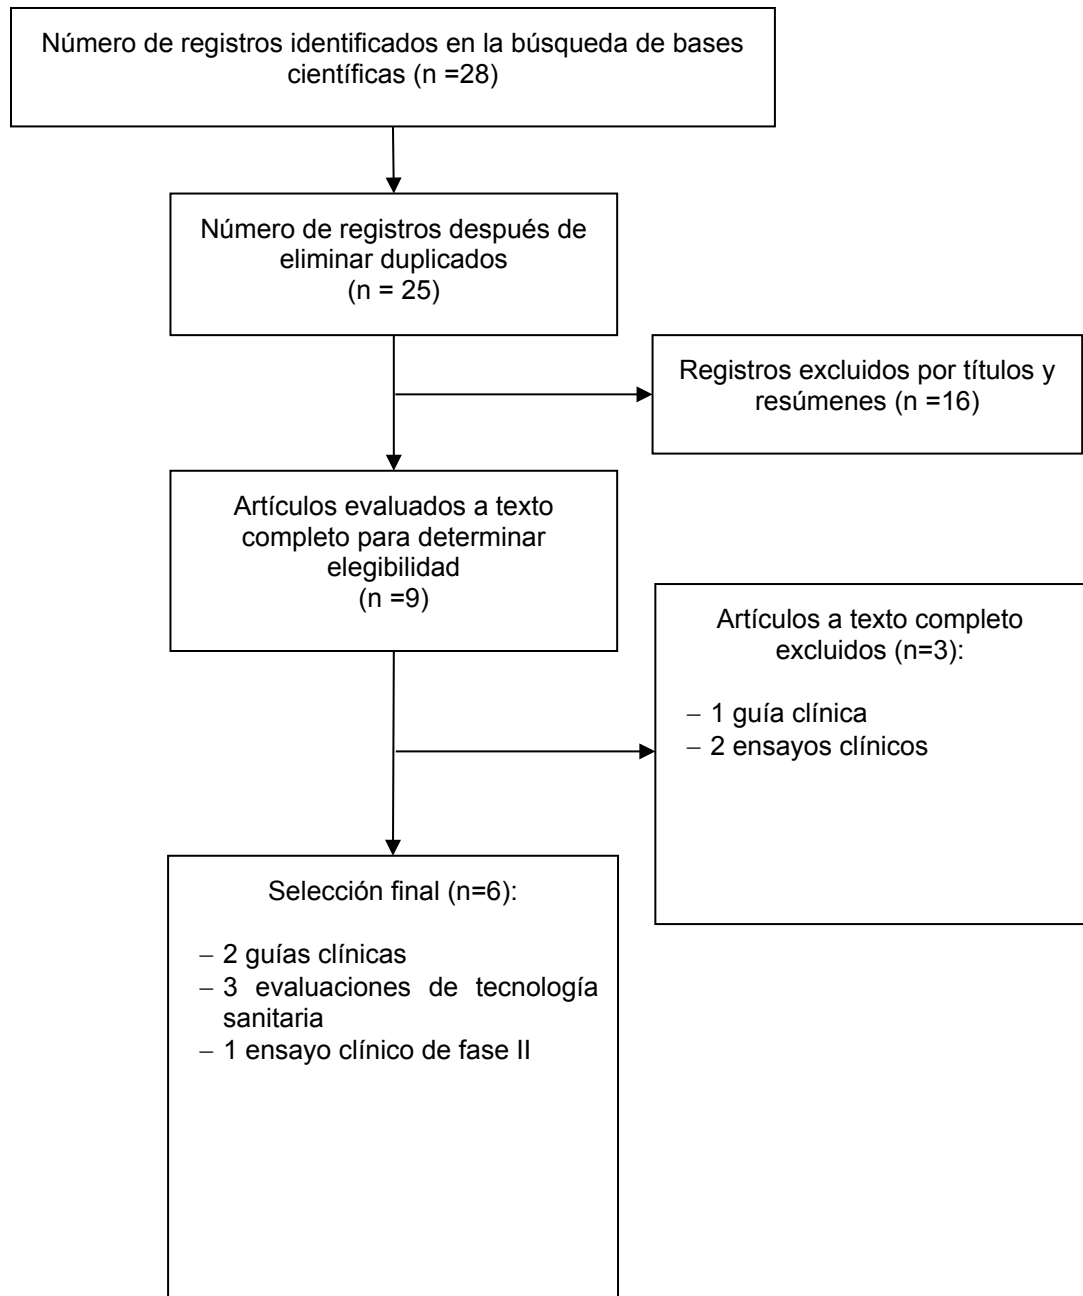 Número de registros identificados en la búsqueda de bases
científicas (n =28)
Número de registros después de
eliminar duplicados
(n = 25)
Registros excluidos por títulos y
resúmenes (n =16)
Artículos evaluados a texto
completo para determinar
elegibilidad
(n =9)
Artículos a texto completo
excluidos (n=3):
– 1 guía clínica
– 2 ensayos clínicos
Selección final (n=6):
– 2 guías clínicas
– 3 evaluaciones de tecnología
sanitaria
– 1 ensayo clínico de fase II